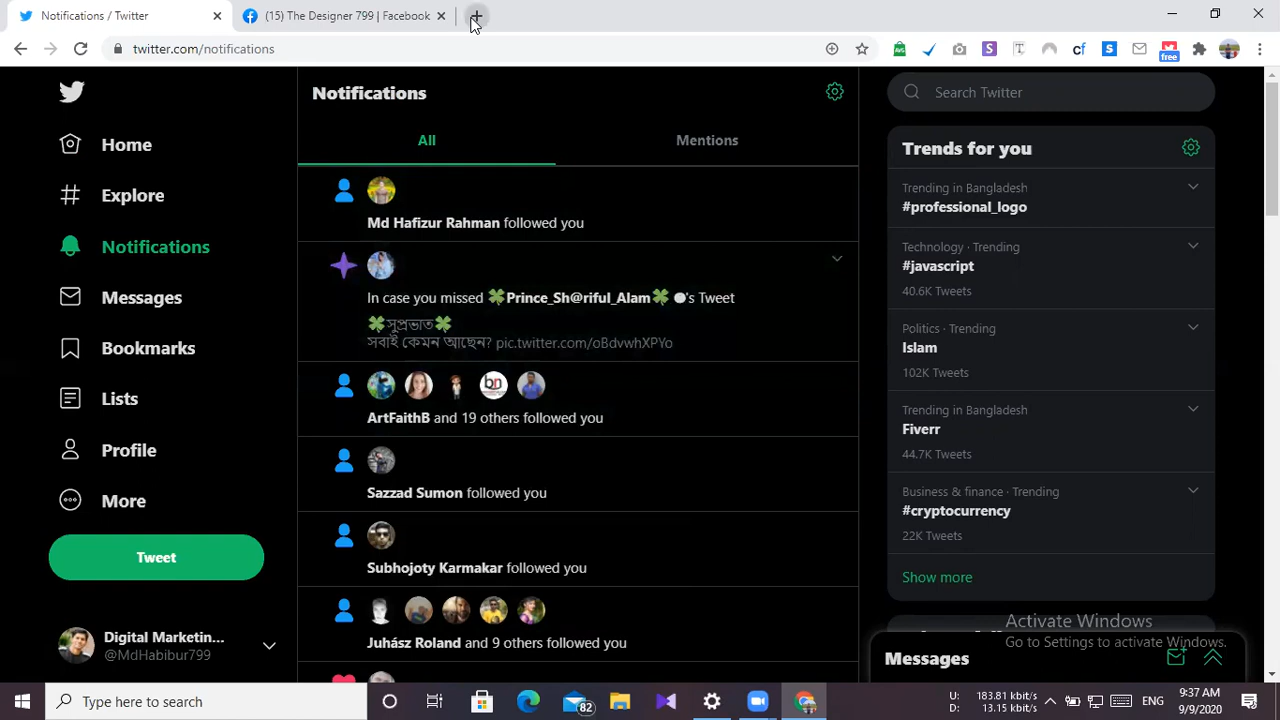 Notifications / Twitter
(15) The Designer 799 | Facebook
twitter.com/notifications
free
Home
Explore
Notifications
Messages
Bookmarks
Lists
Profile
More
Tweet
Digital Marketin...
@MdHabibur799
Notifications
All
Mentions
Md Hafizur Rahman followed you
In case you missed 🍀Prince_Sh@riful_Alam🍀 's Tweet
🍀সুপ্রভাত🍀
সবাই কেমন আছেন? pic.twitter.com/oBdvwhXPYo
ArtFaithB and 19 others followed you
Sazzad Sumon followed you
Subhojoty Karmakar followed you
Juhász Roland and 9 others followed you
Search Twitter
Trends for you
Trending in Bangladesh
#professional_logo
Technology · Trending
#javascript
40.6K Tweets
Politics · Trending
Islam
102K Tweets
Trending in Bangladesh
Fiverr
44.7K Tweets
Business & finance · Trending
#cryptocurrency
22K Tweets
Show more
Activate Windows
Go to Settings to activate Windows.
Messages
Type here to search
82
U: 183.81 kbit/s
D: 13.15 kbit/s
ENG
9:37 AM
9/9/2020